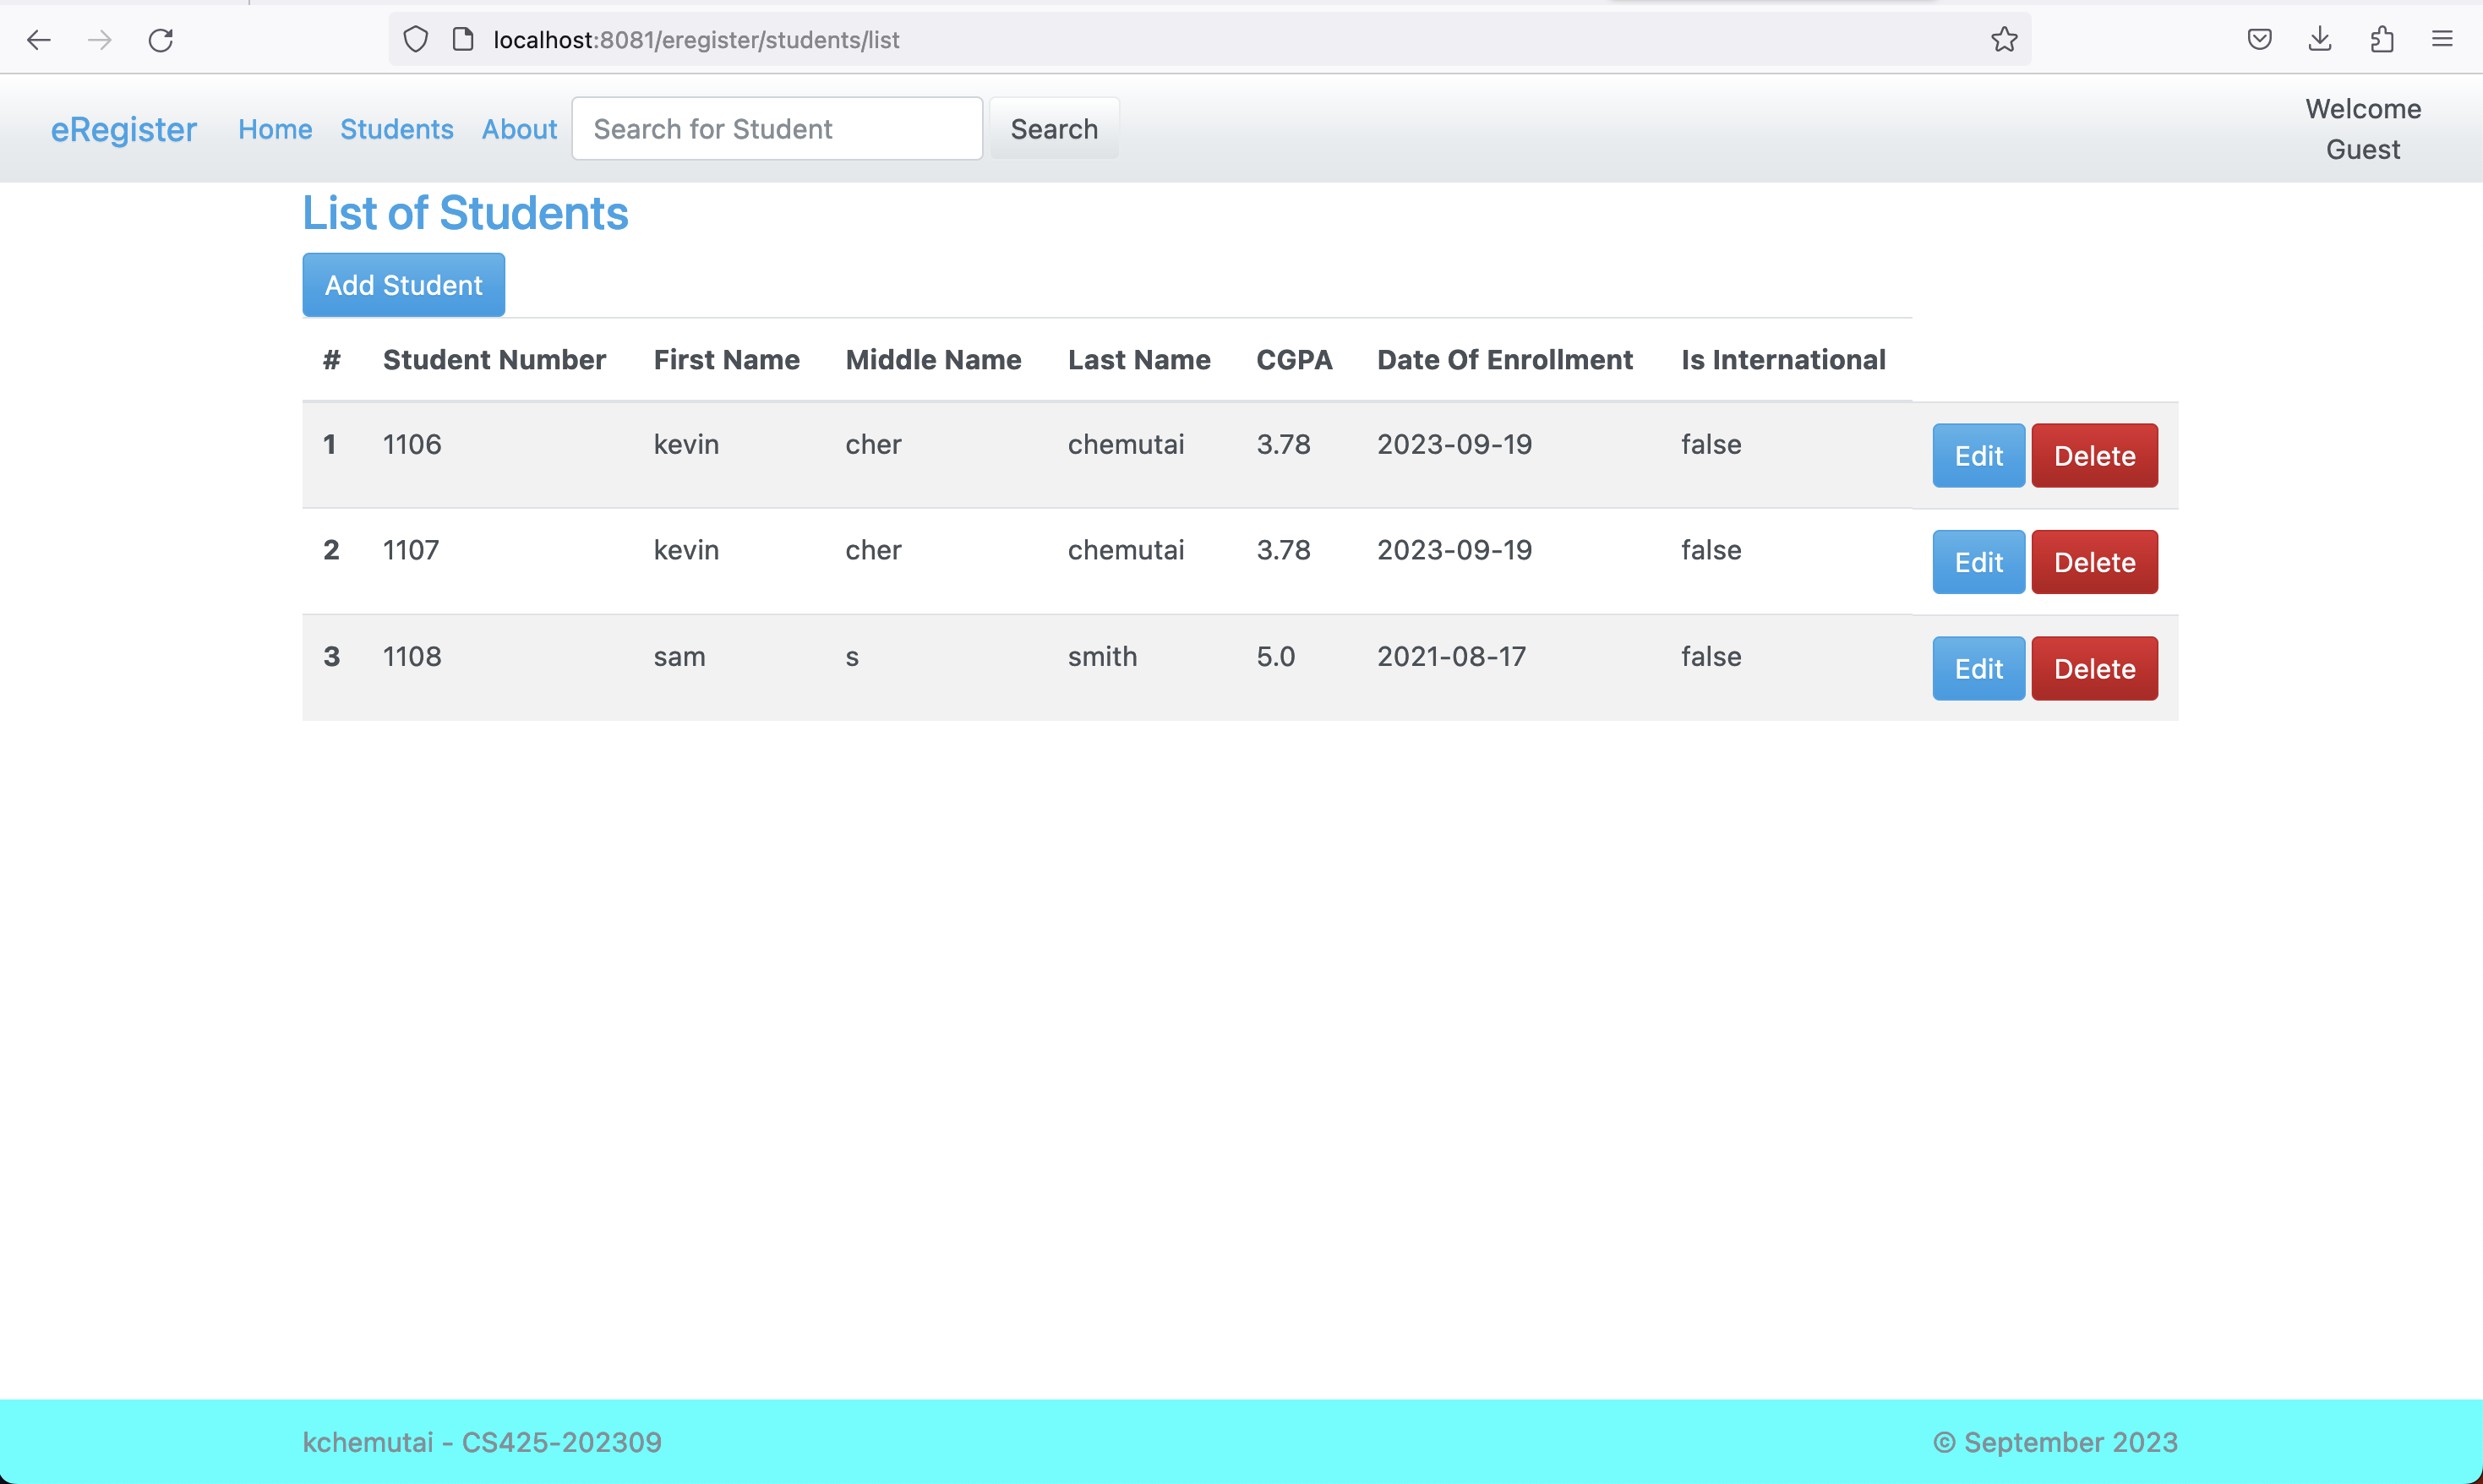 localhost:8081/eregister/students/list
eRegister Home Students About Search for Student Search Welcome
Guest
List of Students
Add Student
# Student Number First Name Middle Name Last Name CGPA Date Of Enrollment Is International
1 1106 kevin cher chemutai 3.78 2023-09-19 false Edit Delete
2 1107 kevin cher chemutai 3.78 2023-09-19 false Edit Delete
3 1108 sam s smith 5.0 2021-08-17 false Edit Delete
kchemutai - CS425-202309 © September 2023